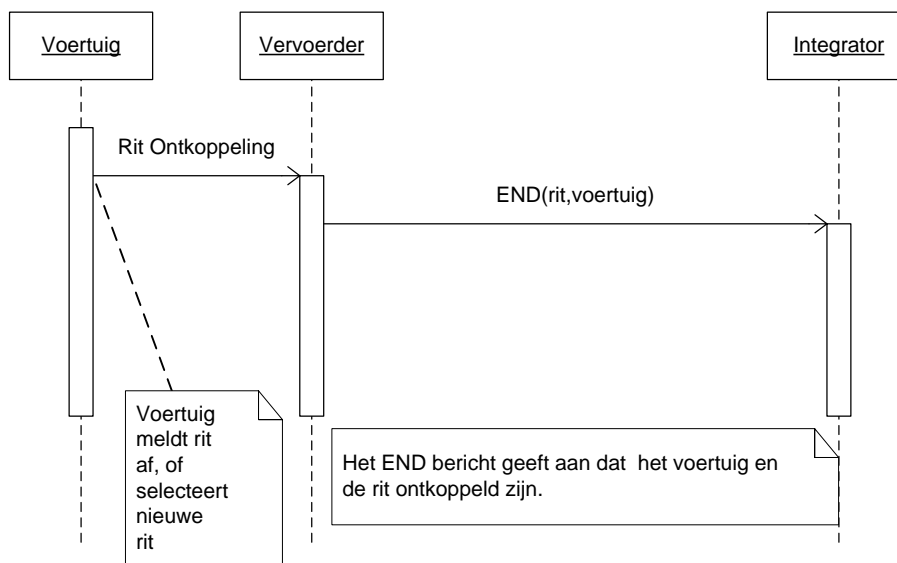 Voertuig
Vervoerder
Integrator
Rit Ontkoppeling
END(rit,voertuig)
Voertuig
meldt rit
af, of
selecteert
nieuwe
rit
Het END bericht geeft aan dat  het voertuig en
de rit ontkoppeld zijn.